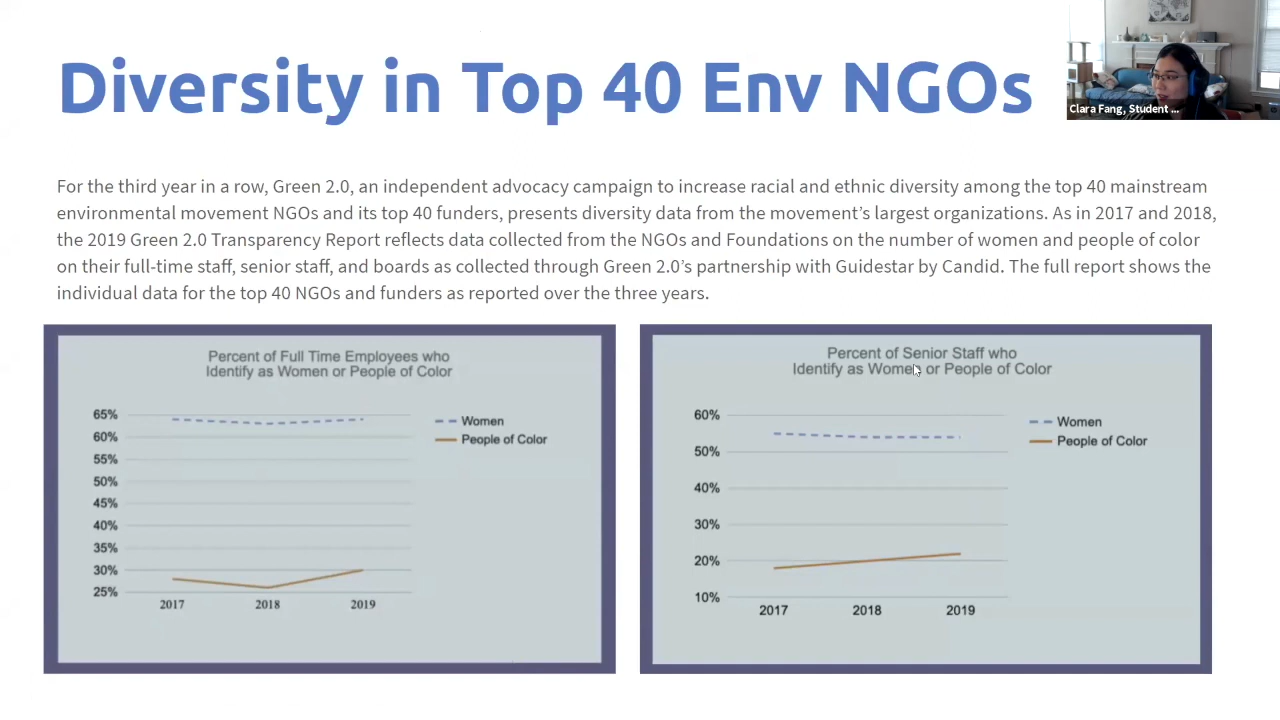 Diversity in Top 40 Env NGOs
Clara Fang, Student ...
For the third year in a row, Green 2.0, an independent advocacy campaign to increase racial and ethnic diversity among the top 40 mainstream
environmental movement NGOs and its top 40 funders, presents diversity data from the movement’s largest organizations. As in 2017 and 2018,
the 2019 Green 2.0 Transparency Report reflects data collected from the NGOs and Foundations on the number of women and people of color
on their full-time staff, senior staff, and boards as collected through Green 2.0’s partnership with Guidestar by Candid. The full report shows the
individual data for the top 40 NGOs and funders as reported over the three years.
Percent of Full Time Employees who
Identify as Women or People of Color
65%
60%
55%
50%
45%
40%
35%
30%
25%
2017 2018 2019
Women
People of Color
Percent of Senior Staff who
Identify as Women or People of Color
60%
50%
40%
30%
20%
10%
2017 2018 2019
Women
People of Color